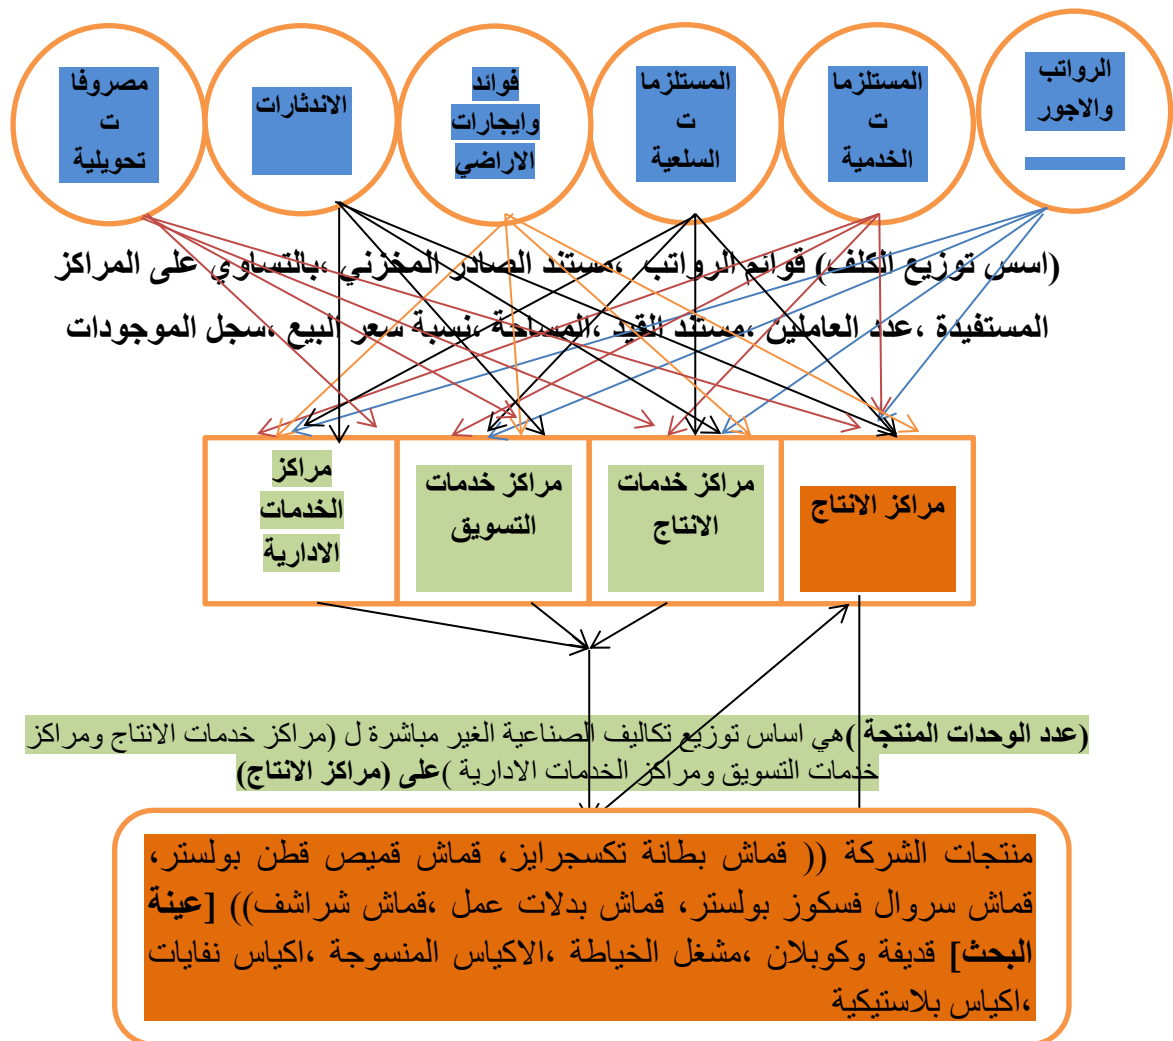 الرواتب
والاجور
المستلزما
ت
الخدمية
المستلزما
ت
السلعية
فوائد
وايجارات
الاراضي
الاندثارات
مصروفا
ت
تحويلية
(اسس توزيع الكلف) قوائم الرواتب ،مستند الصادر المخزني ،بالتساوي على المراكز
المستفيدة ،عدد العاملين ،مستند القيد ،المساحة ،نسبة سعر البيع ،سجل الموجودات
مراكز الانتاج
مراكز خدمات
الانتاج
مراكز خدمات
التسويق
مراكز
الخدمات
الادارية
(عدد الوحدات المنتجة )هي اساس توزيع تكاليف الصناعية الغير مباشرة ل (مراكز خدمات الانتاج ومراكز
خدمات التسويق ومراكز الخدمات الادارية )على (مراكز الانتاج)
منتجات الشركة (( قماش بطانة تكسجرايز، قماش قميص قطن بولستر،
قماش سروال فسكوز بولستر، قماش بدلات عمل ،قماش شراشف)) [عينة
البحث] قديفة وكوبلان ،مشغل الخياطة ،الاكياس المنسوجة ،اكياس نفايات
،اكياس بلاستيكية